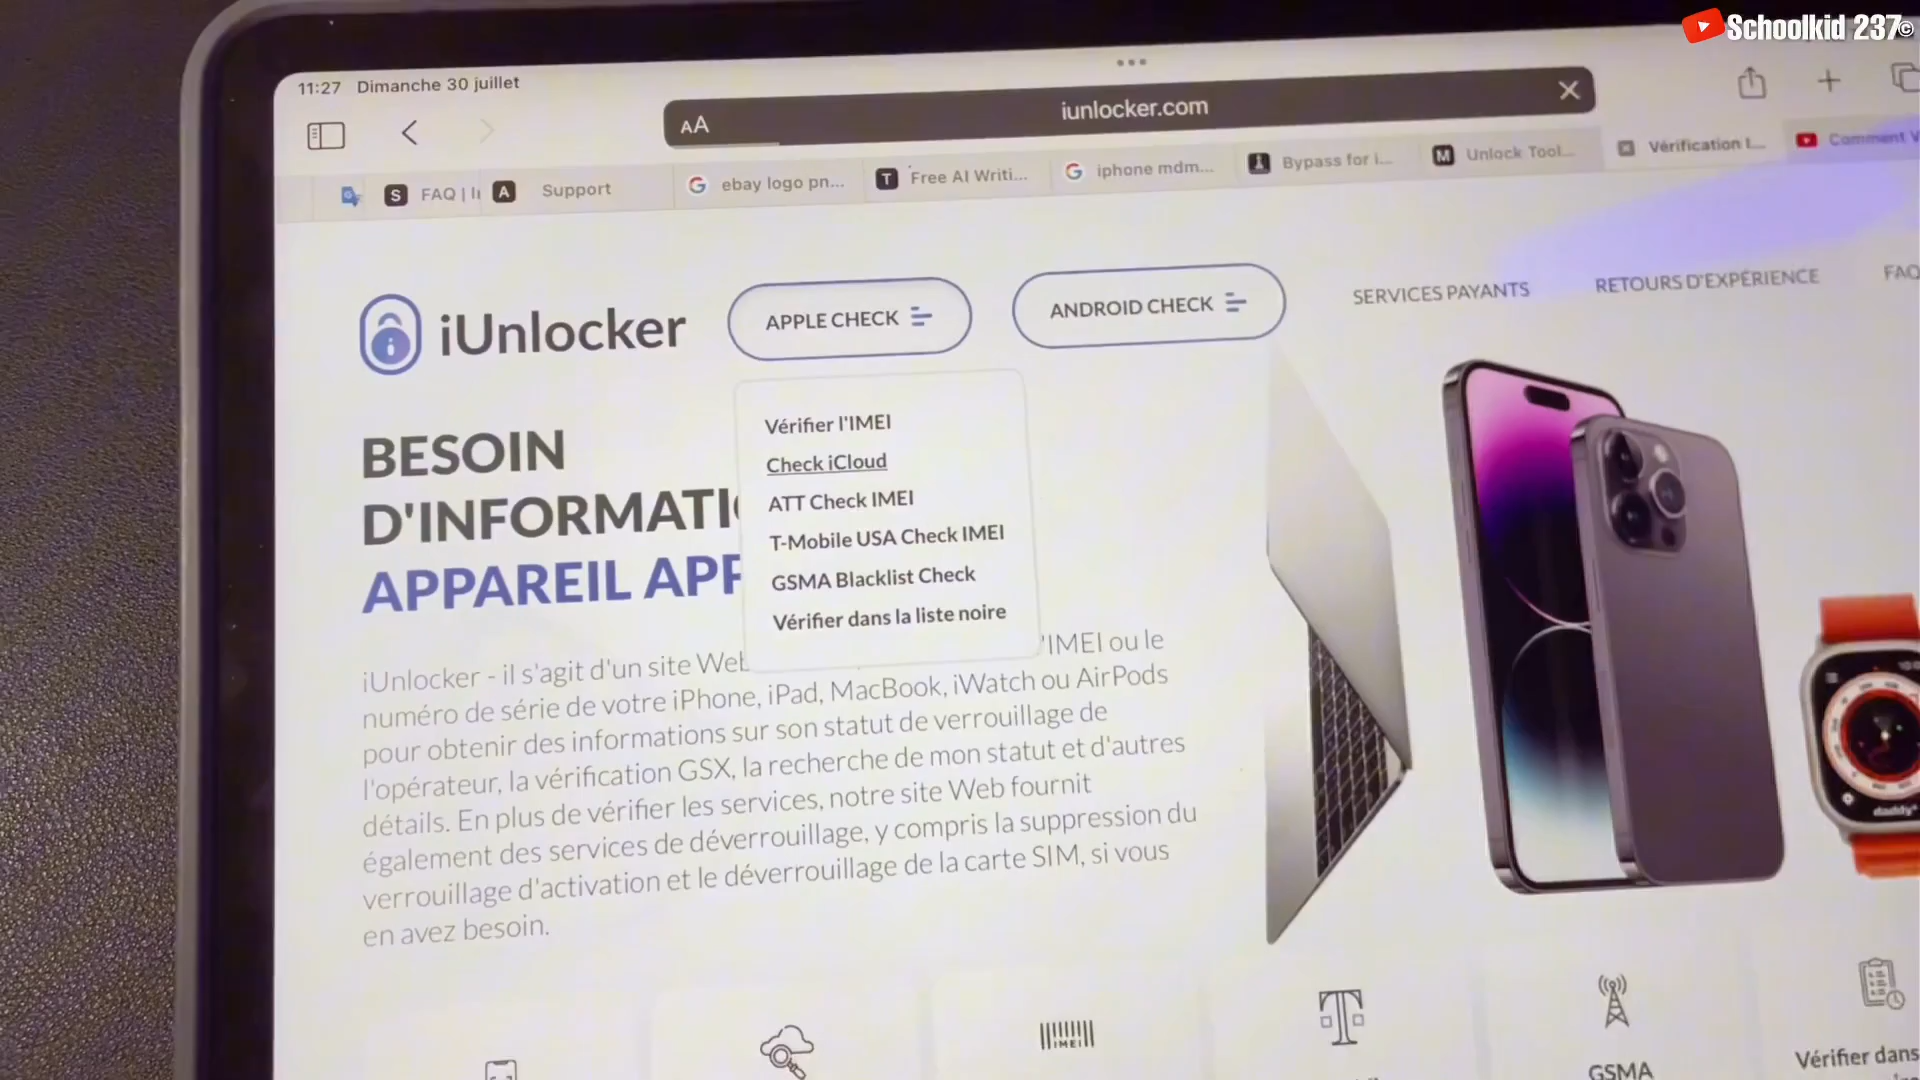 Schoolkid 237©
11:27 Dimanche 30 juillet
AA
iunlocker.com
S FAQ |
A Support
ebay logo pn...
T Free AI Writi...
iphone mdm...
Bypass for i...
M Unlock Tool...
Vérification
Comment
iUnlocker
APPLE CHECK
ANDROID CHECK
SERVICES PAYANTS
RETOURS D'EXPÉRIENCE
FAQ
Vérifier l'IMEI
Check iCloud
ATT Check IMEI
T-Mobile USA Check IMEI
GSMA Blacklist Check
Vérifier dans la liste noire
BESOIN
D'INFORMATI
APPAREIL APP
iUnlocker - il s'agit d'un site Web 'IMEI ou le
numéro de série de votre iPhone, iPad, MacBook, iWatch ou AirPods
pour obtenir des informations sur son statut de verrouillage de
l'opérateur, la vérification GSX, la recherche de mon statut et d'autres
détails. En plus de vérifier les services, notre site Web fournit
également des services de déverrouillage, y compris la suppression du
verrouillage d'activation et le déverrouillage de la carte SIM, si vous
en avez besoin.
IMEI
GSMA
Vérifier dans